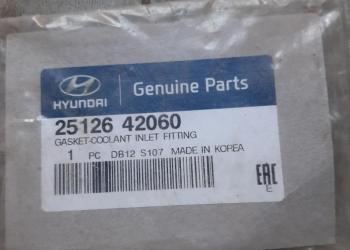 HYUNDAI
Genuine Parts
25126 42060
GASKET-COOLANT INLET FITTING
1 PC DB12 S107 MADE IN KOREA
EAC